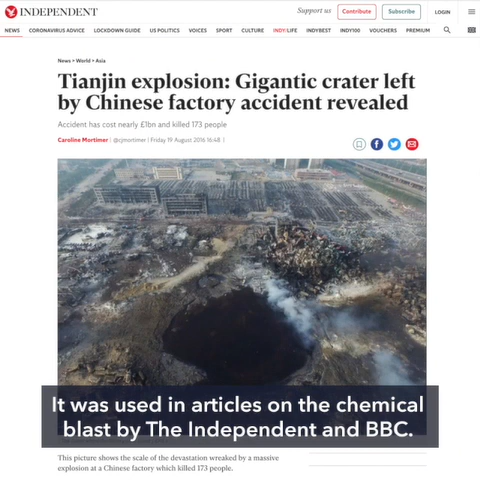 INDEPENDENT
Support us
Contribute
Subscribe
LOGIN
NEWS CORONAVIRUS ADVICE LOCKDOWN GUIDE US POLITICS VOICES SPORT CULTURE INDY/LIFE INDYBEST INDY100 VOUCHERS PREMIUM
News > World > Asia
Tianjin explosion: Gigantic crater left
by Chinese factory accident revealed
Accident has cost nearly £1bn and killed 173 people
Caroline Mortimer | @cjmortimer | Friday 19 August 2016 16:48 |
It was used in articles on the chemical
blast by The Independent and BBC.
This picture shows the scale of the devastation wreaked by a massive
explosion at a Chinese factory which killed 173 people.